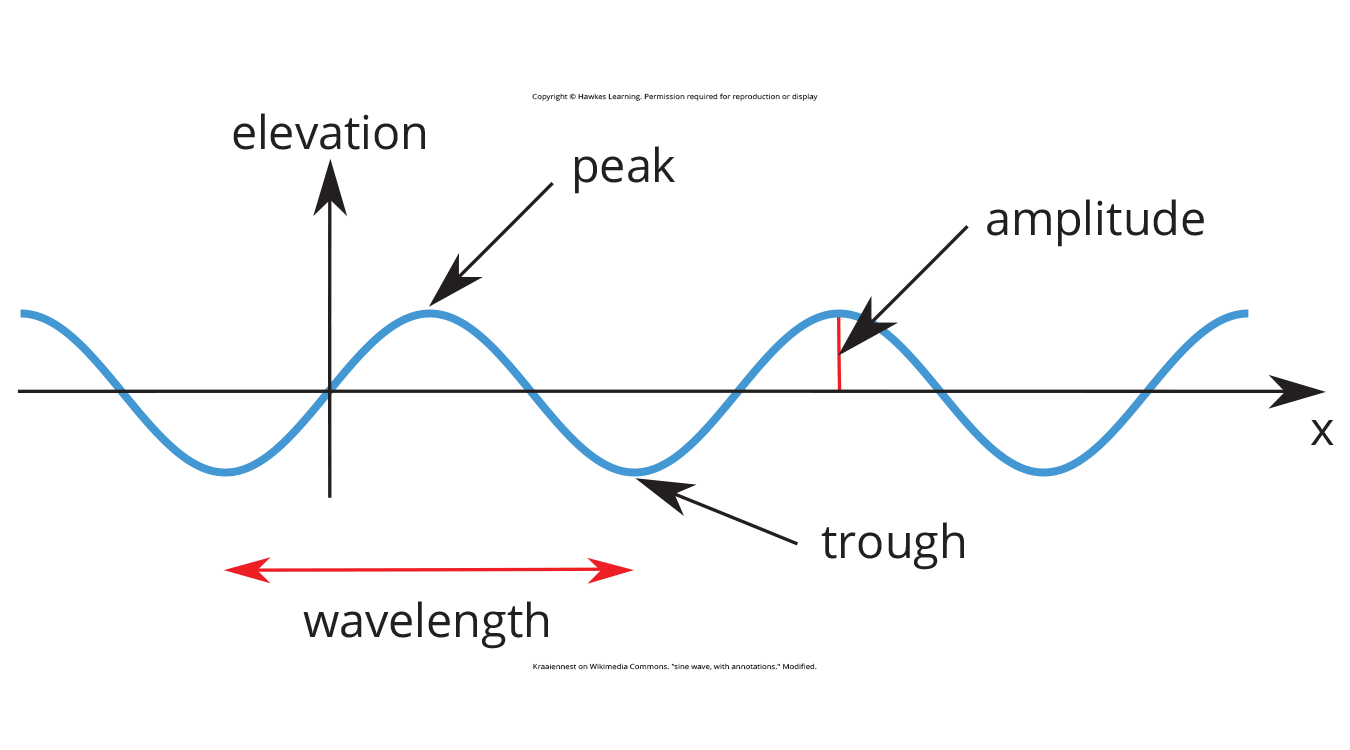 Copyright © Hawkes Learning. Permission required for reproduction or display
elevation
peak
amplitude
x
trough
wavelength
Kraaiennest on Wikimedia Commons. "sine wave, with annotations." Modified.